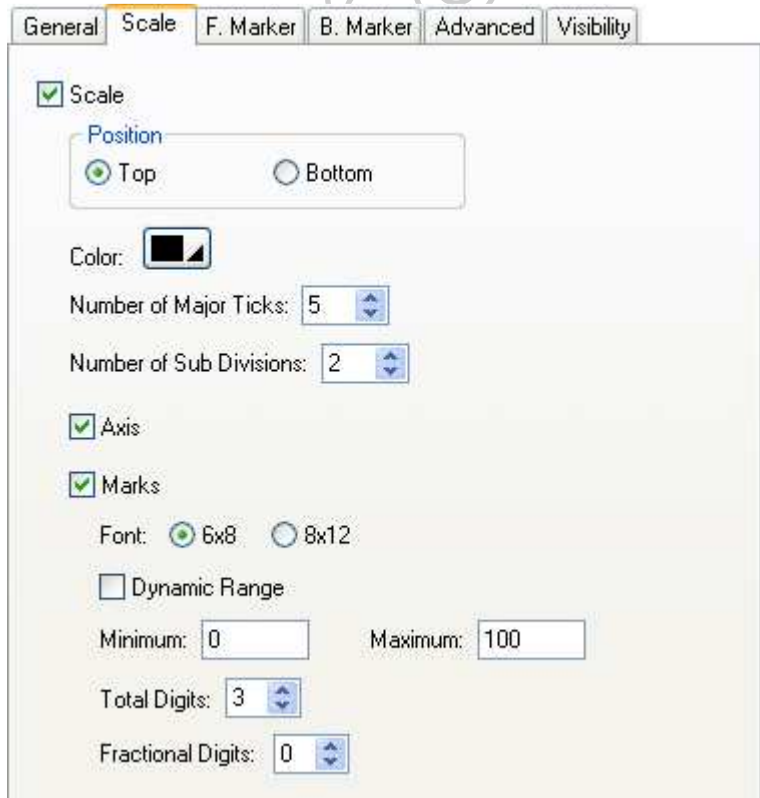 General Scale F. Marker B. Marker Advanced Visibility
Scale
Position
Top Bottom
Color:
Number of Major Ticks: 5
Number of Sub Divisions: 2
Axis
Marks
Font: 6x8 8x12
Dynamic Range
Minimum: 0 Maximum: 100
Total Digits: 3
Fractional Digits: 0